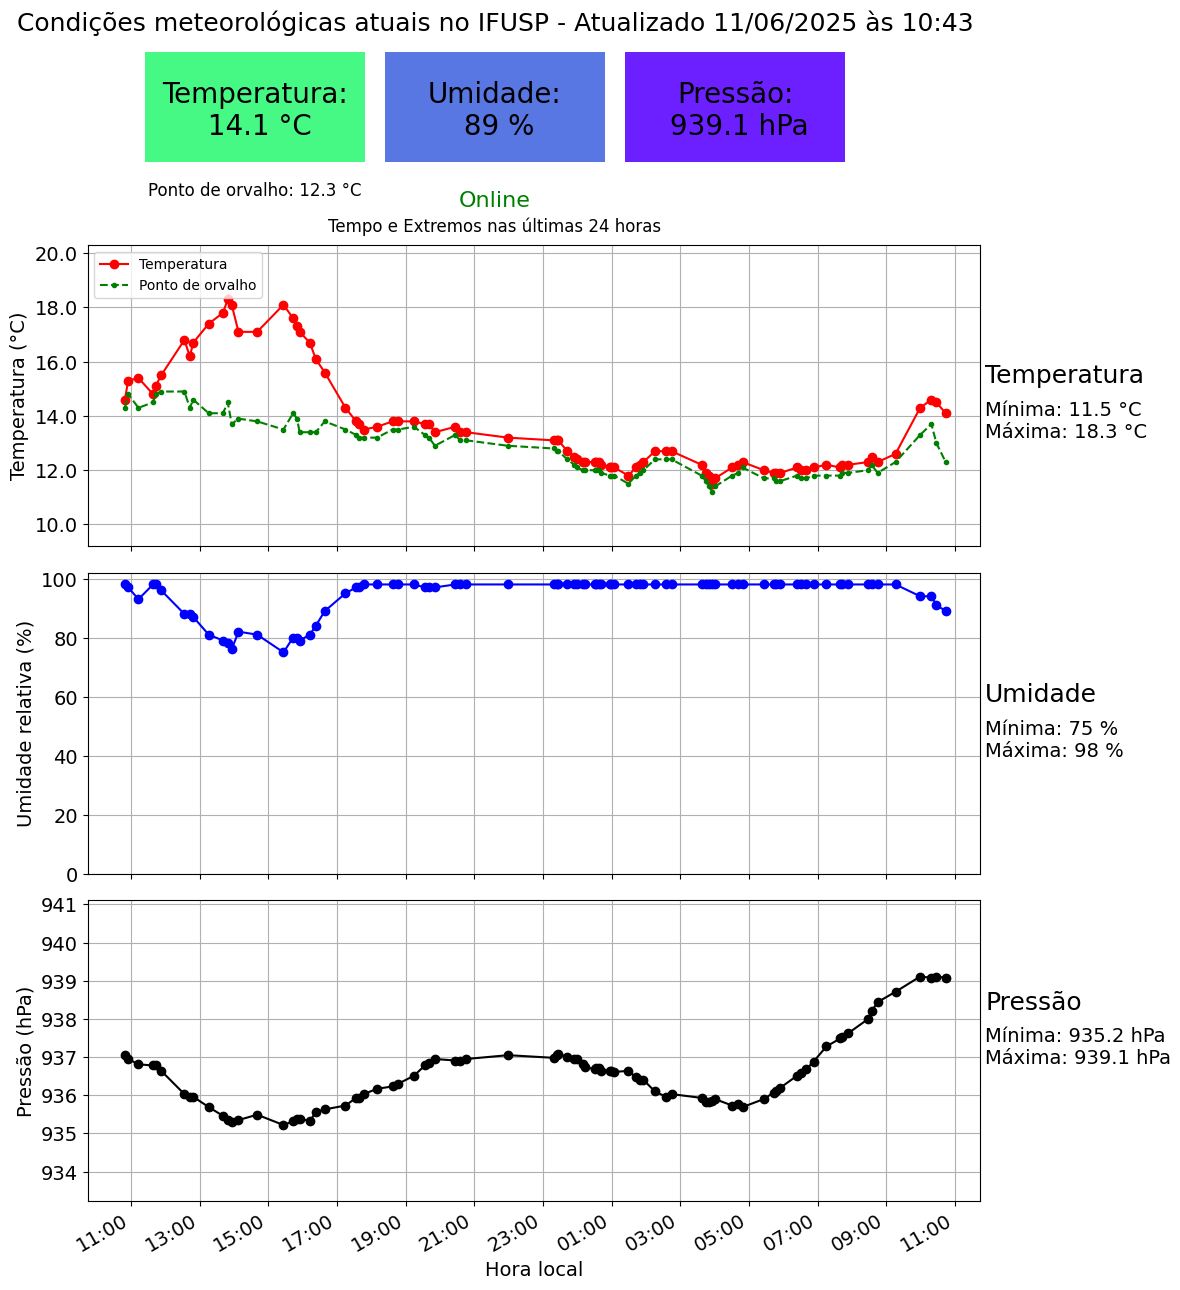 Condições meteorológicas atuais no IFUSP - Atualizado 11/06/2025 às 10:43
Temperatura:
14.1 °C
Umidade:
89 %
Pressão:
939.1 hPa
Ponto de orvalho: 12.3 °C
Online
Tempo e Extremos nas últimas 24 horas
Temperatura (°C)
20.0
18.0
16.0
14.0
12.0
10.0
Temperatura
Ponto de orvalho
Temperatura
Mínima: 11.5 °C
Máxima: 18.3 °C
Umidade relativa (%)
100
80
60
40
20
0
Umidade
Mínima: 75 %
Máxima: 98 %
Pressão (hPa)
941
940
939
938
937
936
935
934
Pressão
Mínima: 935.2 hPa
Máxima: 939.1 hPa
11:00
13:00
15:00
17:00
19:00
21:00
23:00
01:00
03:00
05:00
07:00
09:00
11:00
Hora local